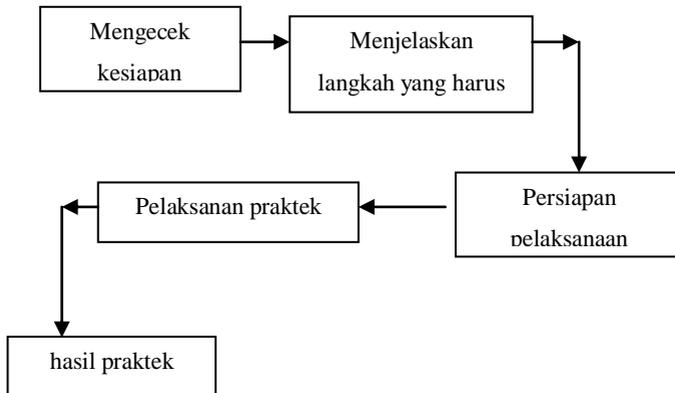 Mengecek
kesiapan
Menjelaskan
langkah yang harus
Persiapan
pelaksanaan
Pelaksanan praktek
hasil praktek